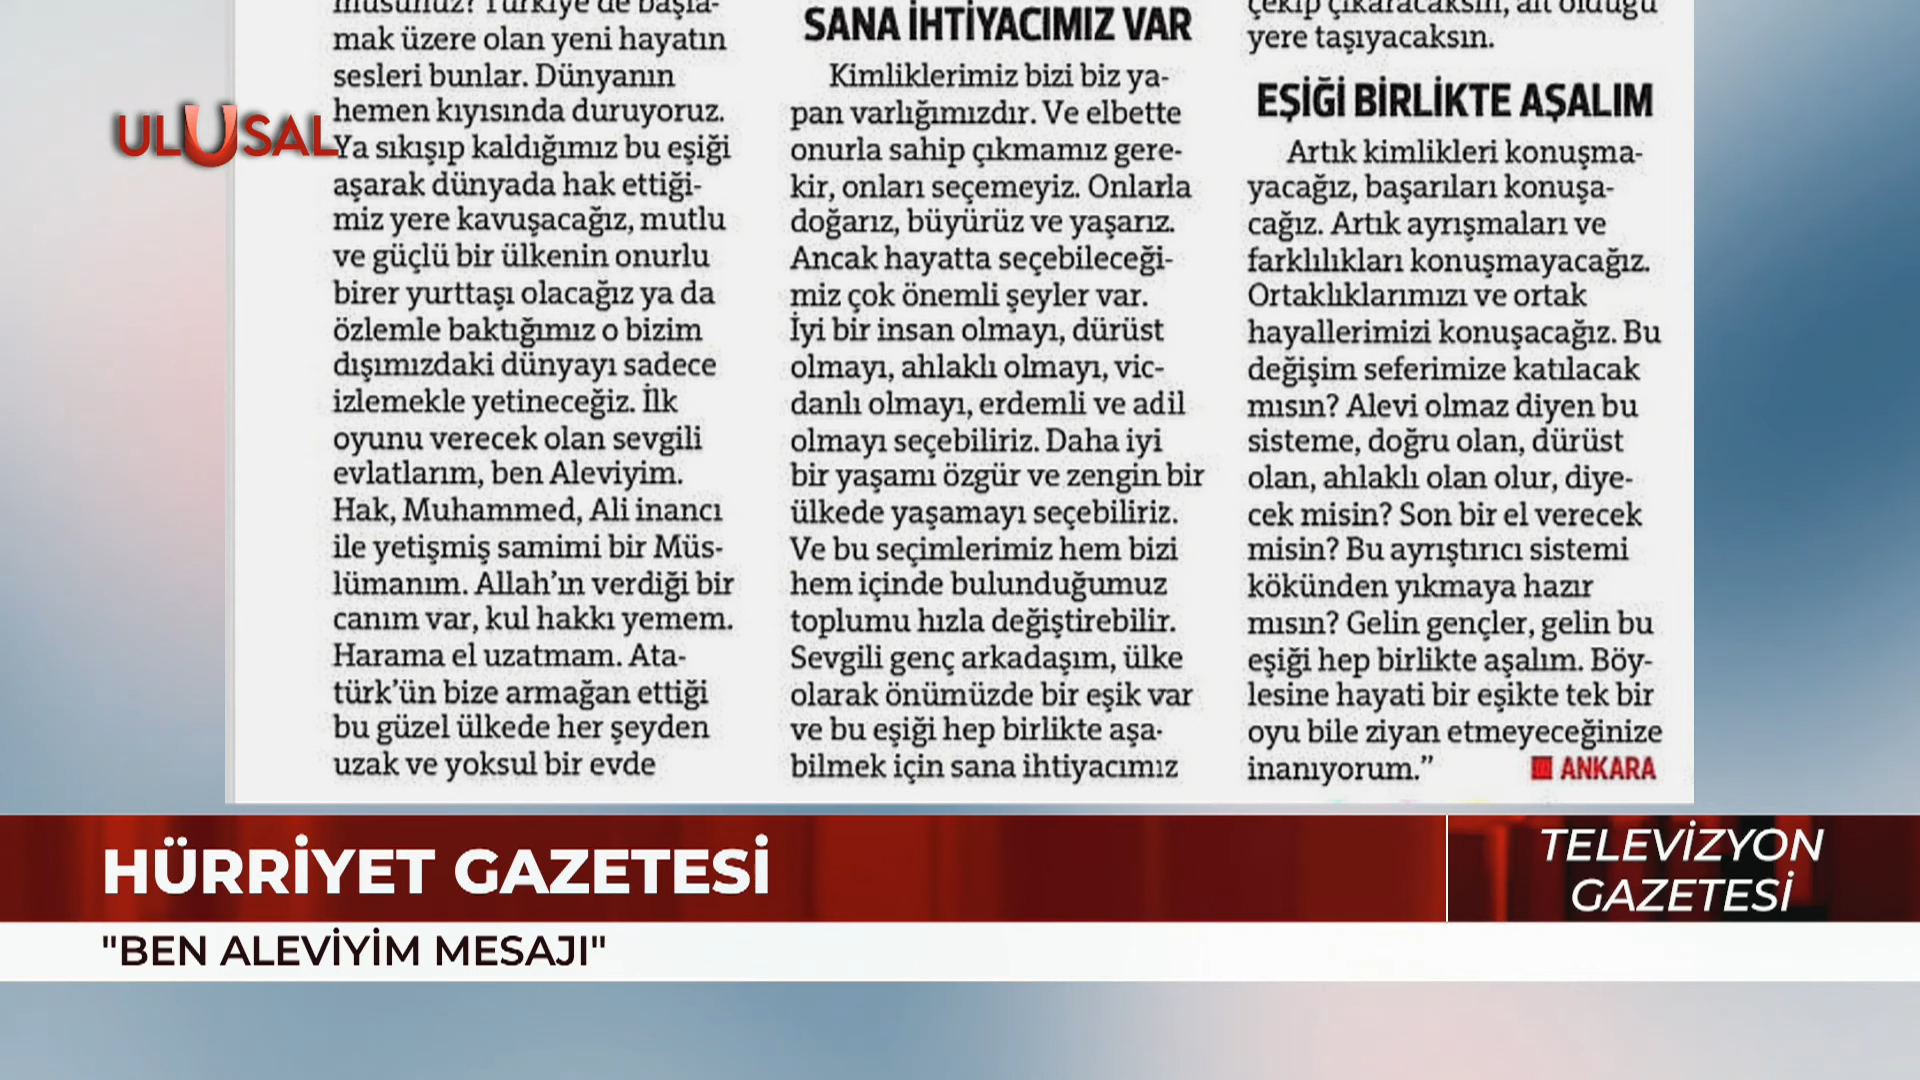 müsünüz? Türkiye'de başla-
mak üzere olan yeni hayatın
sesleri bunlar. Dünyanın
hemen kıyısında duruyoruz.
Ya sıkışıp kaldığımız bu eşiği
aşarak dünyada hak ettiği-
miz yere kavuşacağız, mutlu
ve güçlü bir ülkenin onurlu
birer yurttaşı olacağız ya da
özlemle baktığımız o bizim
dışımızdaki dünyayı sadece
izlemekle yetineceğiz. İlk
oyunu verecek olan sevgili
evlatlarım, ben Aleviyim.
Hak, Muhammed, Ali inancı
ile yetişmiş samimi bir Müs-
lümanım. Allah'ın verdiği bir
canım var, kul hakkı yemem.
Harama el uzatmam. Ata-
türk'ün bize armağan ettiği
bu güzel ülkede her şeyden
uzak ve yoksul bir evde
SANA İHTİYACIMIZ VAR
Kimliklerimiz bizi biz ya-
pan varlığımızdır. Ve elbette
onurla sahip çıkmamız gere-
kir, onları seçemeyiz. Onlarla
doğarız, büyürüz ve yaşarız.
Ancak hayatta seçebileceği-
miz çok önemli şeyler var.
İyi bir insan olmayı, dürüst
olmayı, ahlaklı olmayı, vic-
danlı olmayı, erdemli ve adil
olmayı seçebiliriz. Daha iyi
bir yaşamı özgür ve zengin bir
ülkede yaşamayı seçebiliriz.
Ve bu seçimlerimiz hem bizi
hem içinde bulunduğumuz
toplumu hızla değiştirebilir.
Sevgili genç arkadaşım, ülke
olarak önümüzde bir eşik var
ve bu eşiği hep birlikte aşa-
bilmek için sana ihtiyacımız
çekip çıkaracaksın, ait olduğu
yere taşıyacaksın.
EŞİĞİ BİRLİKTE AŞALIM
Artık kimlikleri konuşma-
yacağız, başarıları konuşa-
cağız. Artık ayrışmaları ve
farklılıkları konuşmayacağız.
Ortaklıklarımızı ve ortak
hayallerimizi konuşacağız. Bu
değişim seferimize katılacak
mısın? Alevi olmaz diyen bu
sisteme, doğru olan, dürüst
olan, ahlaklı olan olur, diye-
cek misin? Son bir el verecek
misin? Bu ayrıştırıcı sistemi
kökünden yıkmaya hazır
mısın? Gelin gençler, gelin bu
eşiği hep birlikte aşalım. Böy-
lesine hayati bir eşikte tek bir
oyu bile ziyan etmeyeceğinize
inanıyorum.” ANKARA
ULUSAL
HÜRRİYET GAZETESİ
TELEVİZYON
GAZETESİ
"BEN ALEVİYİM MESAJI"